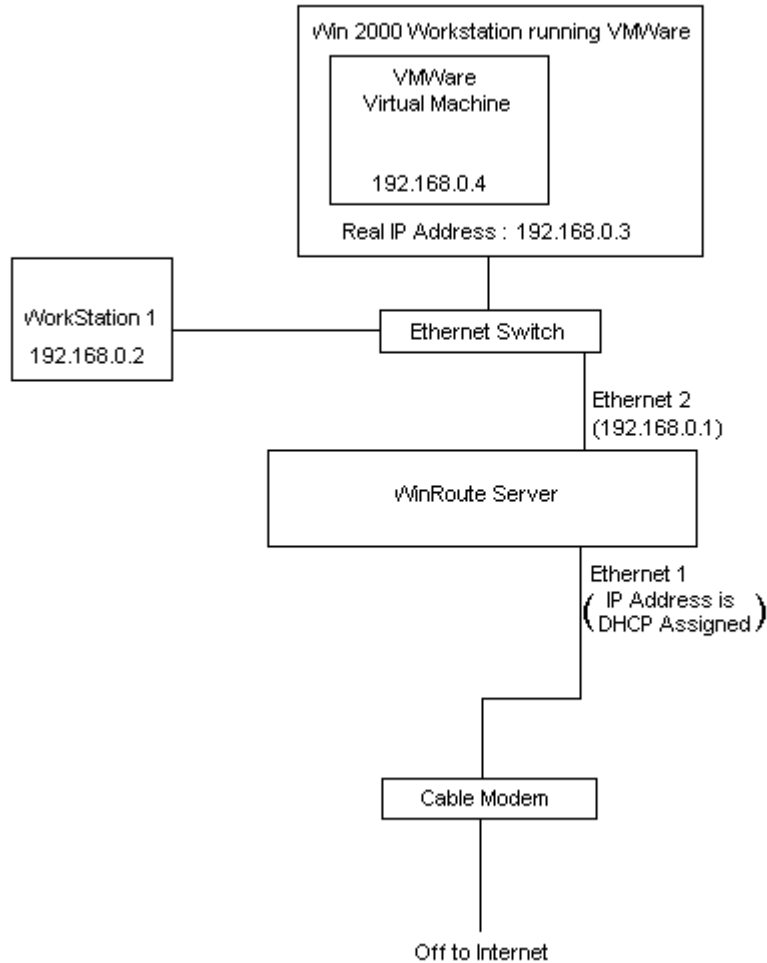 Win 2000 Workstation running VMWare
VMWare
Virtual Machine
192.168.0.4
Real IP Address : 192.168.0.3
WorkStation 1
192.168.0.2
Ethernet Switch
Ethernet 2
(192.168.0.1)
WinRoute Server
Ethernet 1
( IP Address is
DHCP Assigned )
Cable Modem
Off to Internet